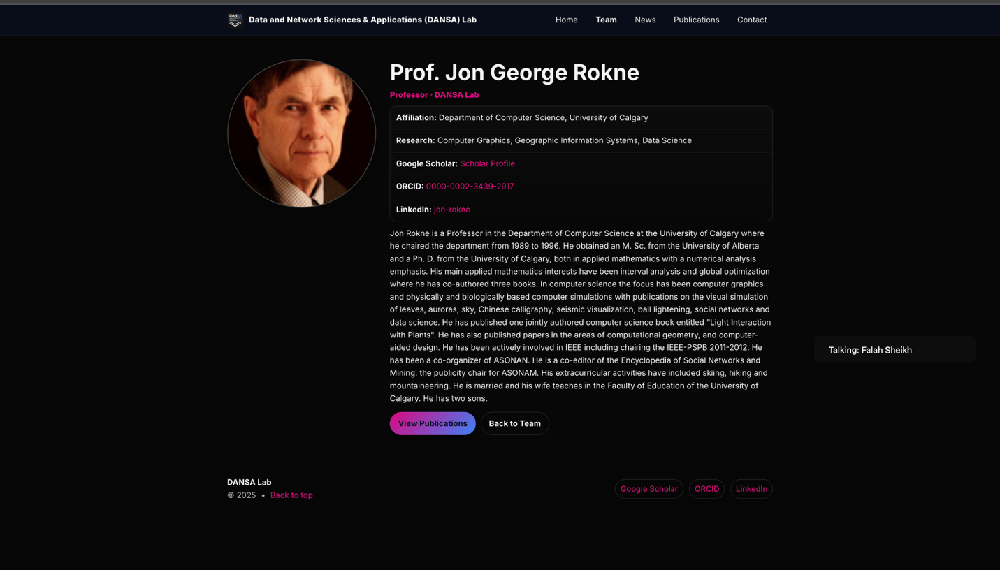 DANSA
Data and Network Sciences & Applications (DANSA) Lab
Home
Team
News
Publications
Contact
Prof. Jon George Rokne
Professor · DANSA Lab
Affiliation: Department of Computer Science, University of Calgary
Research: Computer Graphics, Geographic Information Systems, Data Science
Google Scholar: Scholar Profile
ORCID: 0000-0002-3439-2917
LinkedIn: jon-rokne
Jon Rokne is a Professor in the Department of Computer Science at the University of Calgary where
he chaired the department from 1989 to 1996. He obtained an M. Sc. from the University of Alberta
and a Ph. D. from the University of Calgary, both in applied mathematics with a numerical analysis
emphasis. His main applied mathematics interests have been interval analysis and global optimization
where he has co-authored three books. In computer science the focus has been computer graphics
and physically and biologically based computer simulations with publications on the visual simulation
of leaves, auroras, sky, Chinese calligraphy, seismic visualization, ball lightening, social networks and
data science. He has published one jointly authored computer science book entitled "Light Interaction
with Plants". He has also published papers in the areas of computational geometry, and computer-
aided design. He has been actively involved in IEEE including chairing the IEEE-PSPB 2011-2012. He
has been a co-organizer of ASONAN. He is a co-editor of the Encyclopedia of Social Networks and
Mining. the publicity chair for ASONAM. His extracurricular activities have included skiing, hiking and
mountaineering. He is married and his wife teaches in the Faculty of Education of the University of
Calgary. He has two sons.
Talking: Falah Sheikh
View Publications
Back to Team
DANSA Lab
© 2025 • Back to top
Google Scholar
ORCID
LinkedIn